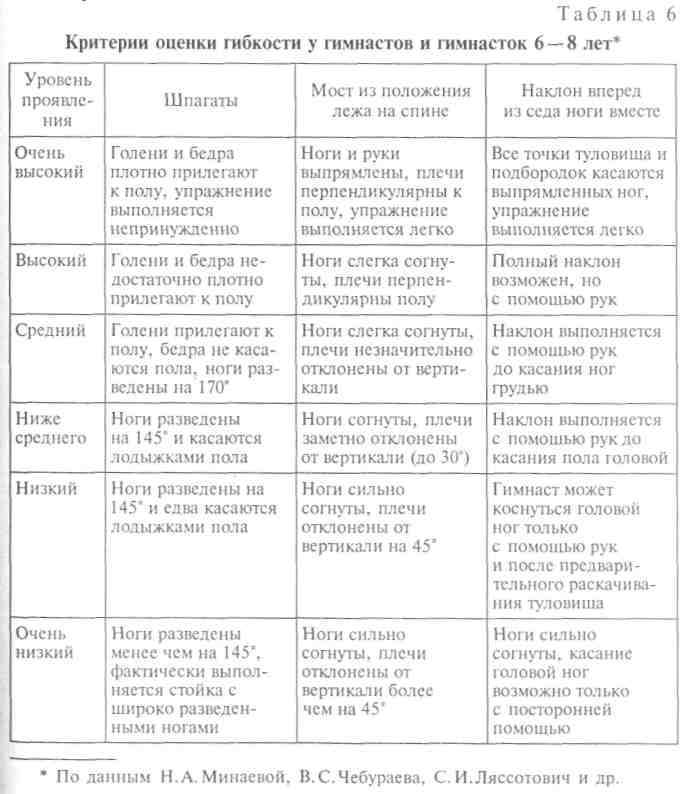 Таблица 6
Критерии оценки гибкости у гимнастов и гимнасток 6—8 лет*
Уровень
проявле-
ния
Шпагаты
Мост из положения
лежа на спине
Наклон вперед
из седа ноги вместе
Очень
высокий
Голени и бедра
плотно прилегают
к полу, упражнение
выполняется
непринужденно
Ноги и руки
выпрямлены, плечи
перпендикулярны к
полу, упражнение
выполняется легко
Все точки туловища и
подбородок касаются
выпрямленных ног,
упражнение
выполняется легко
Высокий
Голени и бедра не-
достаточно плотно
прилегают к полу
Ноги слегка согну-
ты, плечи перпен-
дикулярны полу
Полный наклон
возможен, но
с помощью рук
Средний
Голени прилегают к
полу, бедра не каса-
ются пола, ноги раз-
ведены на 170°
Ноги слегка согнуты,
плечи незначительно
отклонены от верти-
кали
Наклон выполняется
с помощью рук
до касания ног
грудью
Ниже
среднего
Ноги разведены
на 145° и касаются
лодыжками пола
Ноги согнуты, плечи
заметно отклонены
от вертикали (до 30°)
Наклон выполняется
с помощью рук до
касания пола головой
Низкий
Ноги разведены на
145° и едва касаются
лодыжками пола
Ноги сильно
согнуты, плечи
отклонены от
вертикали на 45°
Гимнаст может
коснуться головой
ног только
с помощью рук
и после предвари-
тельного раскачива-
ния туловища
Очень
низкий
Ноги разведены
менее чем на 145°,
фактически выпол-
няется стойка с
широко разведен-
ными ногами
Ноги сильно
согнуты, плечи
отклонены от
вертикали более
чем на 45°
Ноги сильно
согнуты, касание
головой ног
возможно только
с посторонней
помощью
* По данным Н.А.Минаевой, В.С.Чебураева, С.И.Ляссотович и др.